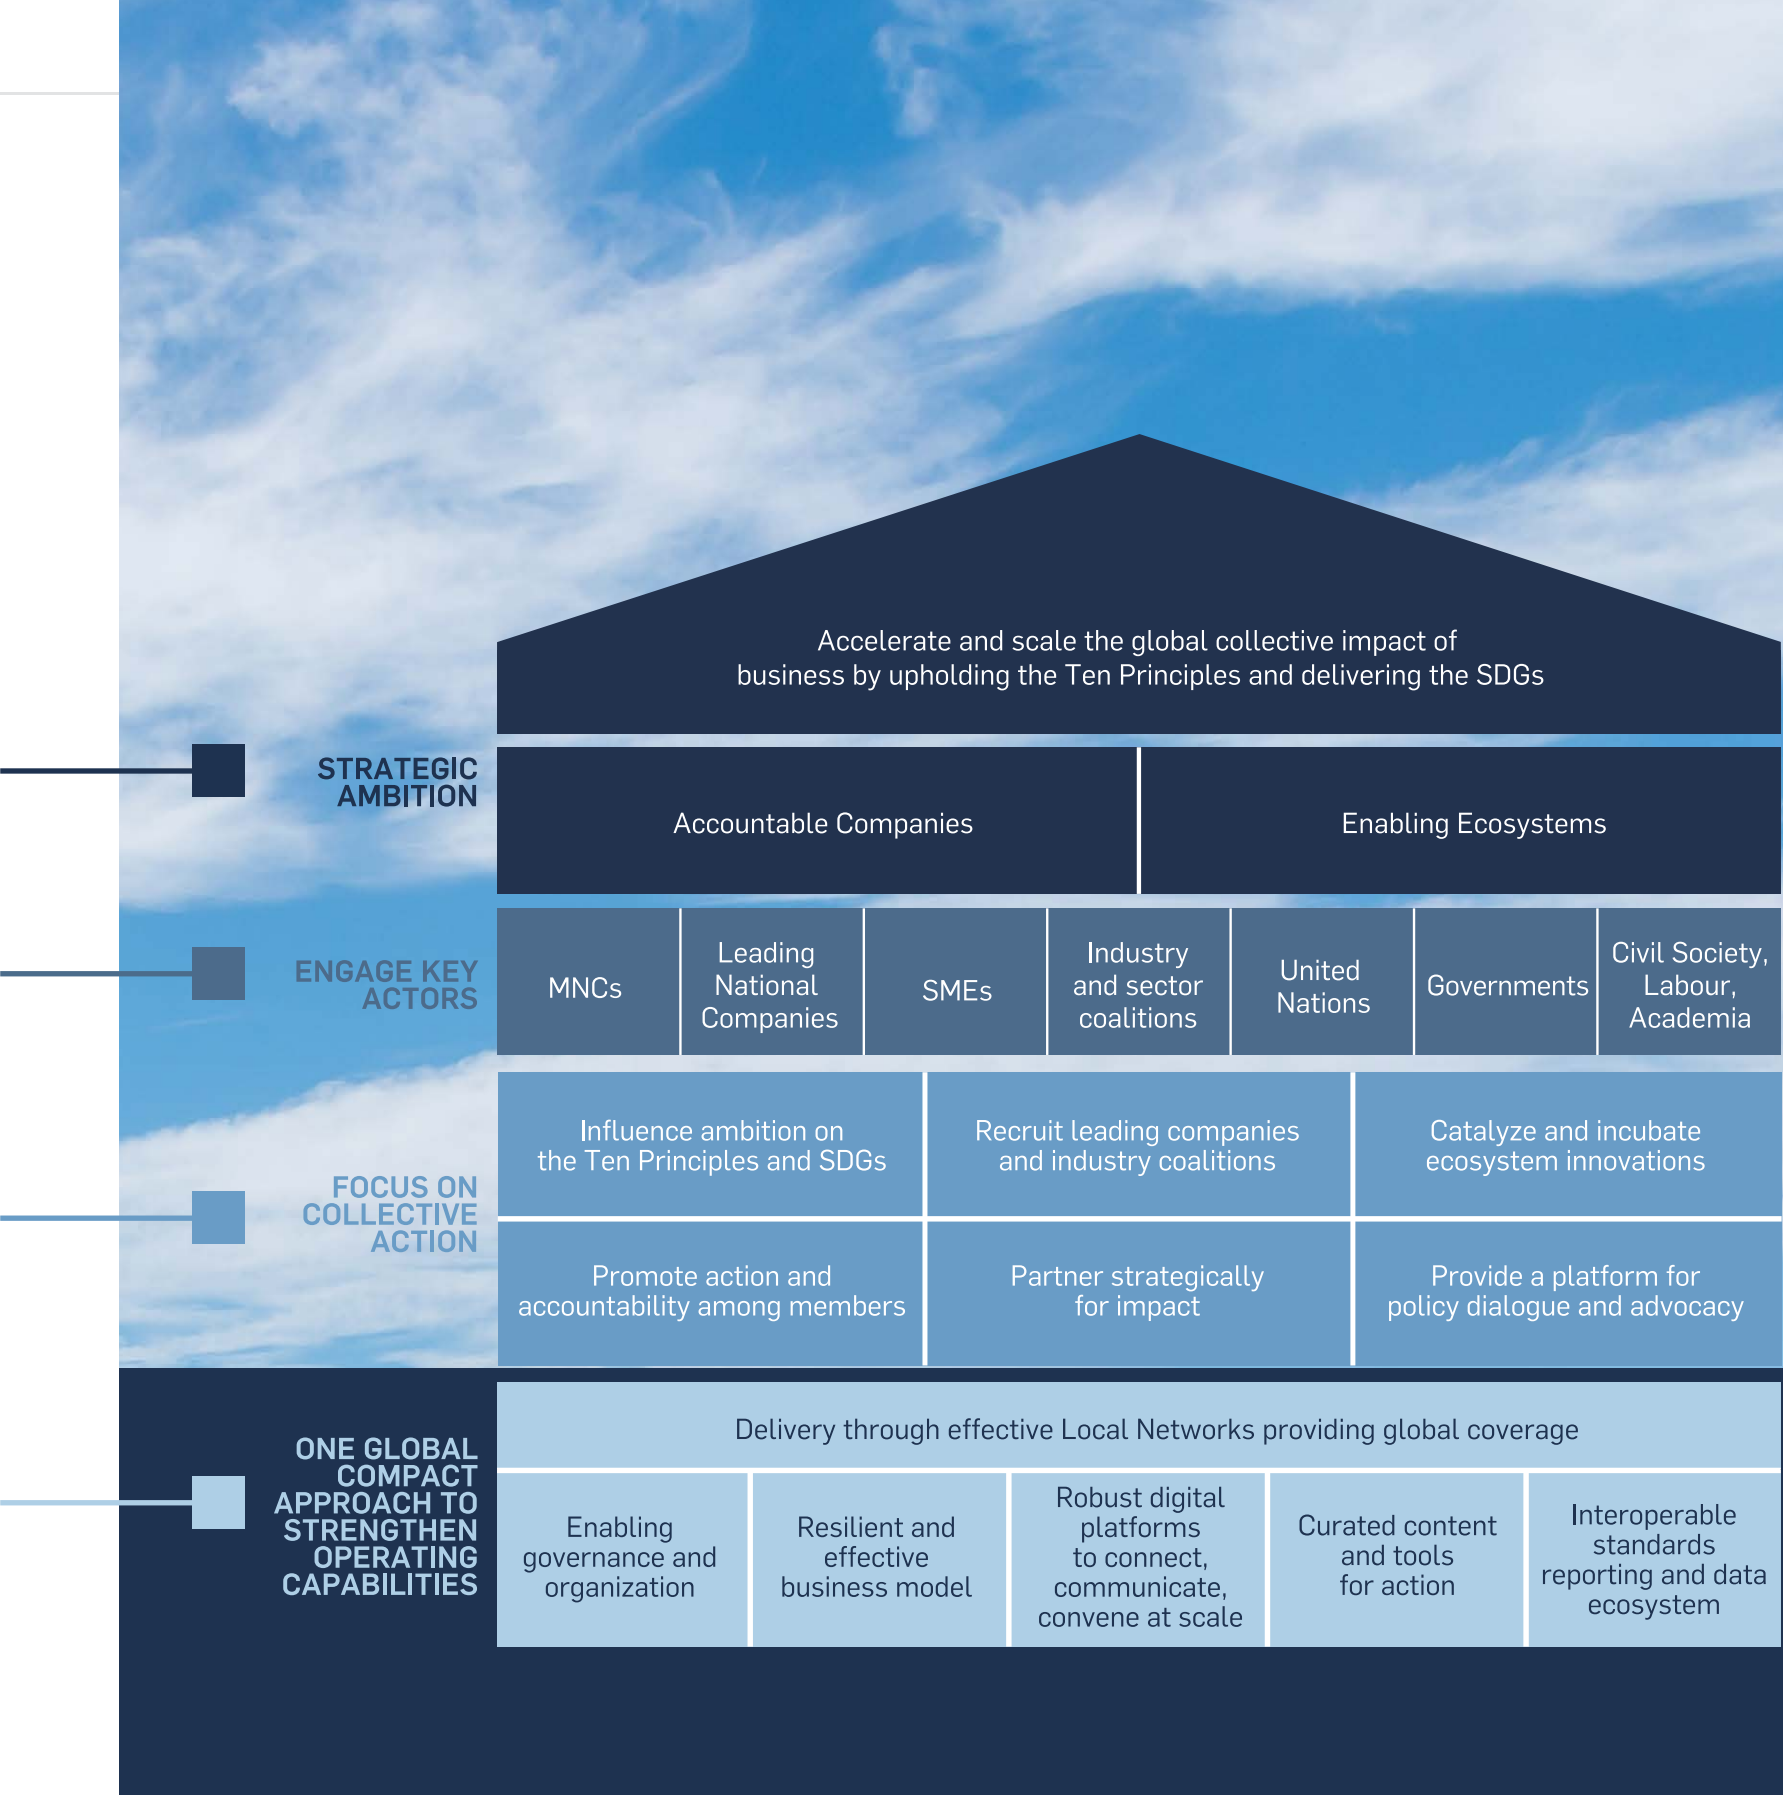 Accelerate and scale the global collective impact of
business by upholding the Ten Principles and delivering the SDGs
STRATEGIC
AMBITION
Accountable Companies
Enabling Ecosystems
ENGAGE KEY
ACTORS
MNCs
Leading
National
Companies
SMEs
Industry
and sector
coalitions
United
Nations
Governments
Civil Society,
Labour,
Academia
FOCUS ON
COLLECTIVE
ACTION
Influence ambition on
the Ten Principles and SDGs
Recruit leading companies
and industry coalitions
Catalyze and incubate
ecosystem innovations
Promote action and
accountability among members
Partner strategically
for impact
Provide a platform for
policy dialogue and advocacy
ONE GLOBAL
COMPACT
APPROACH TO
STRENGTHEN
OPERATING
CAPABILITIES
Delivery through effective Local Networks providing global coverage
Enabling
governance and
organization
Resilient and
effective
business model
Robust digital
platforms
to connect,
communicate,
convene at scale
Curated content
and tools
for action
Interoperable
standards
reporting and data
ecosystem